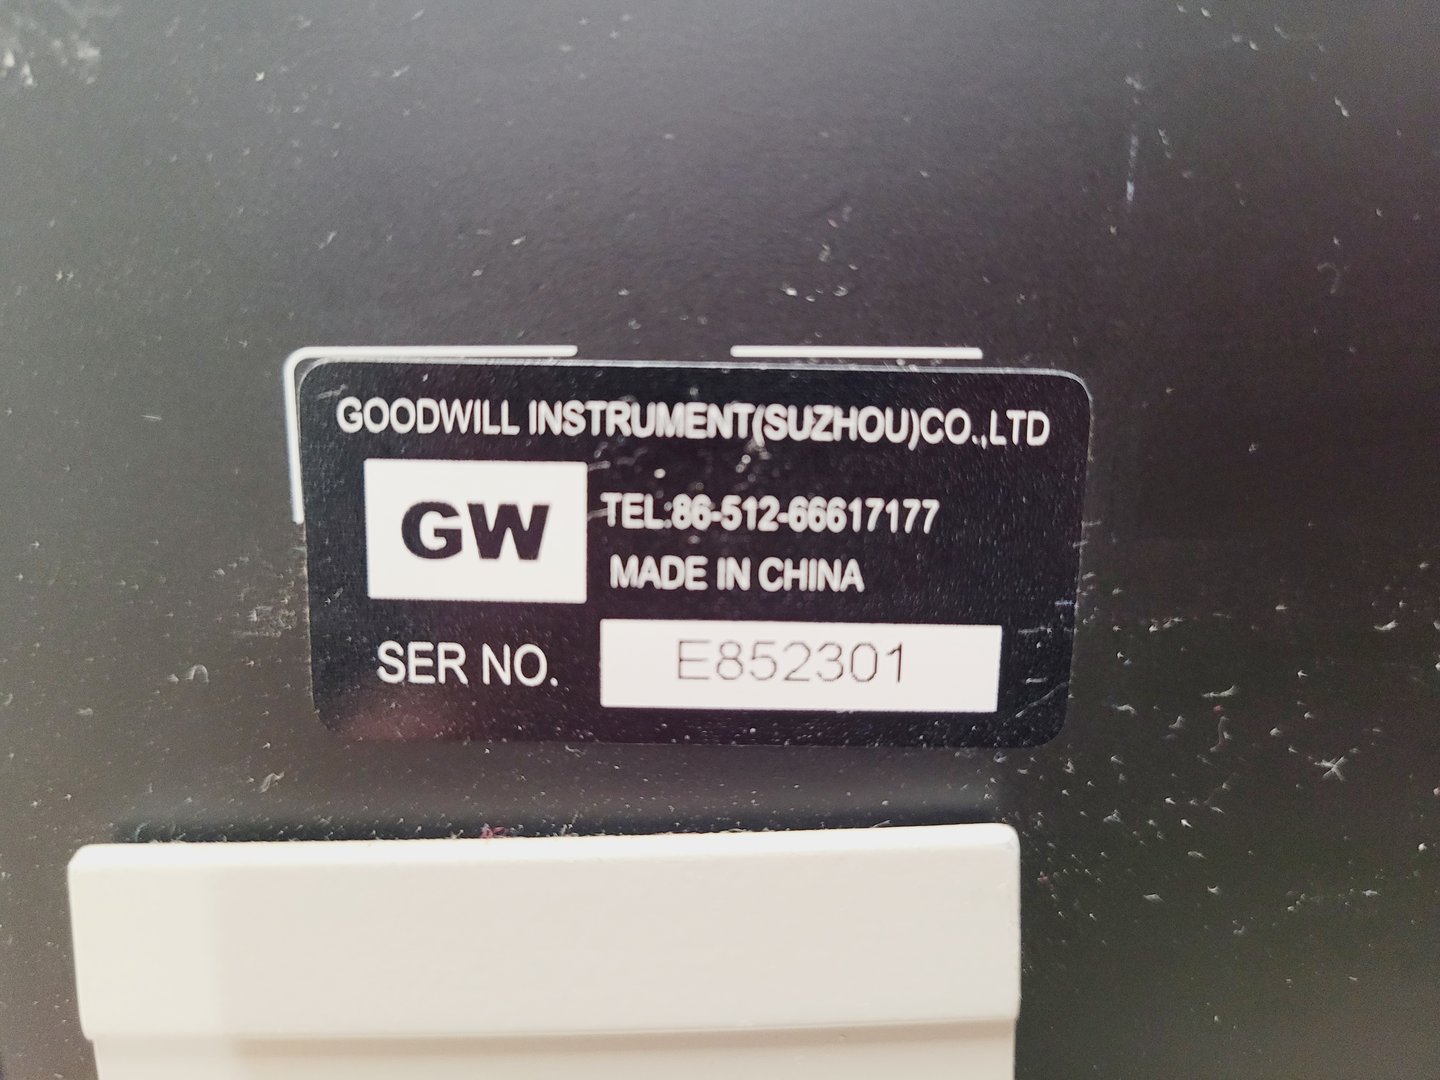 GOODWILL INSTRUMENT(SUZHOU)CO.,LTD
GW
TEL:86-512-66617177
MADE IN CHINA
SER NO. E852301